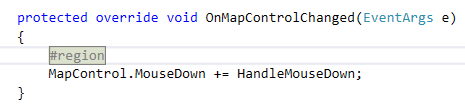 protected override void OnMapControlChanged(EventArgs e)
{
#region
MapControl.MouseDown += HandleMouseDown;
}